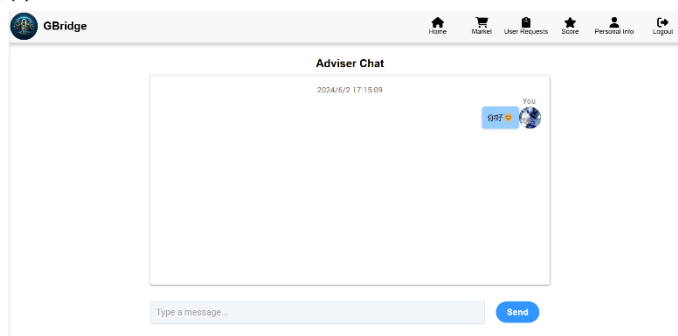 GBridge
Home
Market
User Requests
Score
Personal Info
Logout
Adviser Chat
2024/6/2 17:15:09
You
你好😊
Type a message...
Send